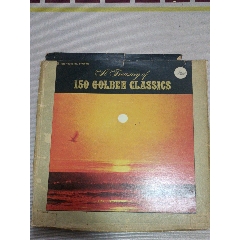 A Treasury of
150 GOLDEN CLASSICS